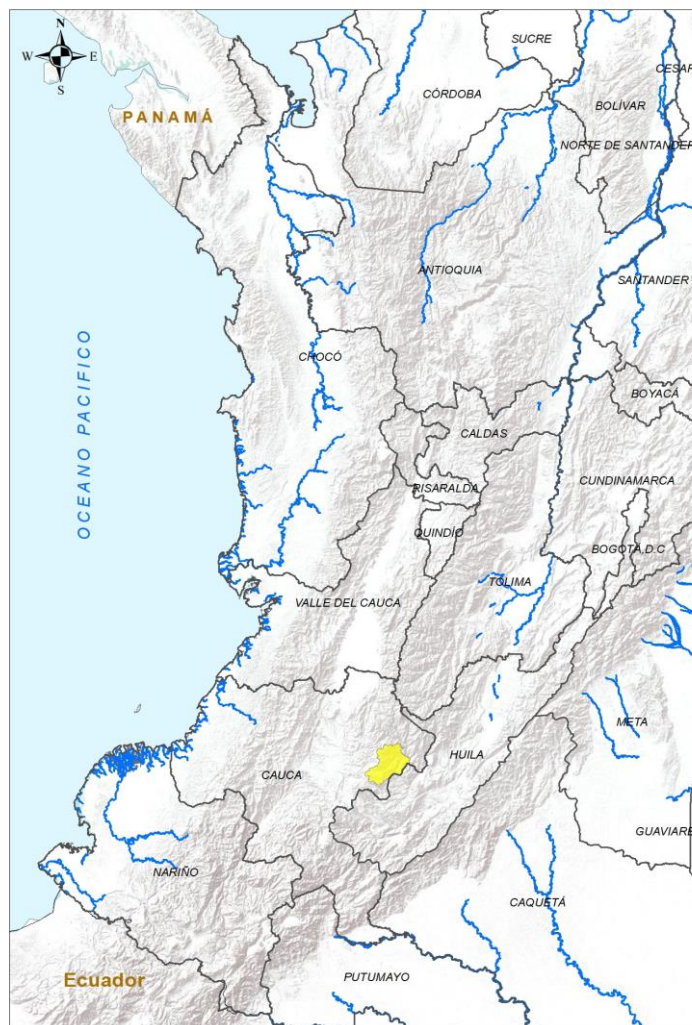 N
W E
S
SUCRE
CESAR
CÓRDOBA
BOLÍVAR
PANAMÁ
NORTE DE SANTANDER
ANTIOQUIA
SANTANDER
CHOCÓ
OCEANO PACIFICO
BOYACÁ
CALDAS
CUNDINAMARCA
RISARALDA
QUINDÍO
BOGOTÁ, D.C
TOLIMA
VALLE DEL CAUCA
META
HUILA
CAUCA
GUAVIARE
NARIÑO
CAQUETÁ
PUTUMAYO
Ecuador